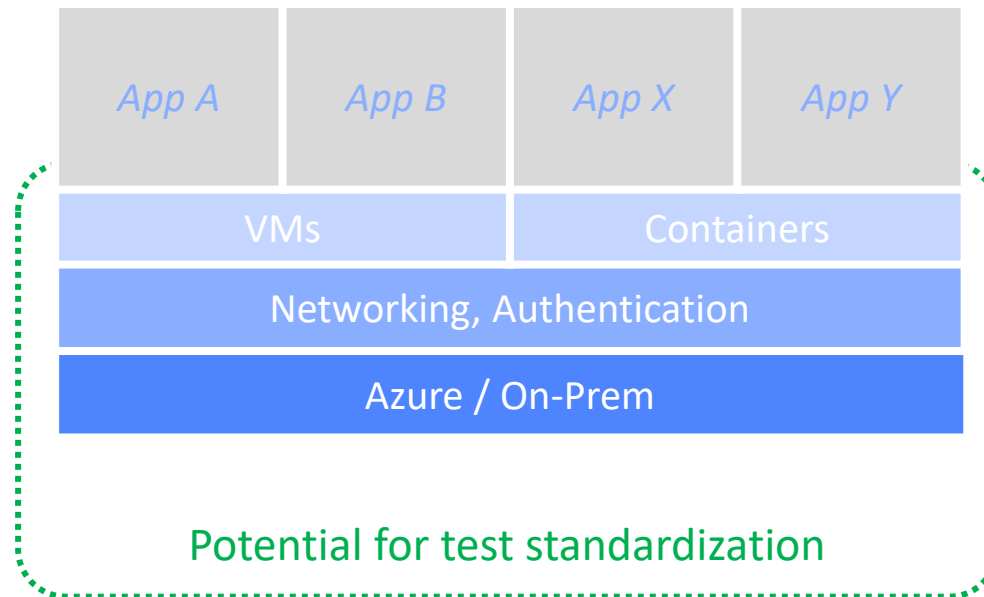 App A App B App X App Y
VMs Containers
Networking, Authentication
Azure / On-Prem
Potential for test standardization